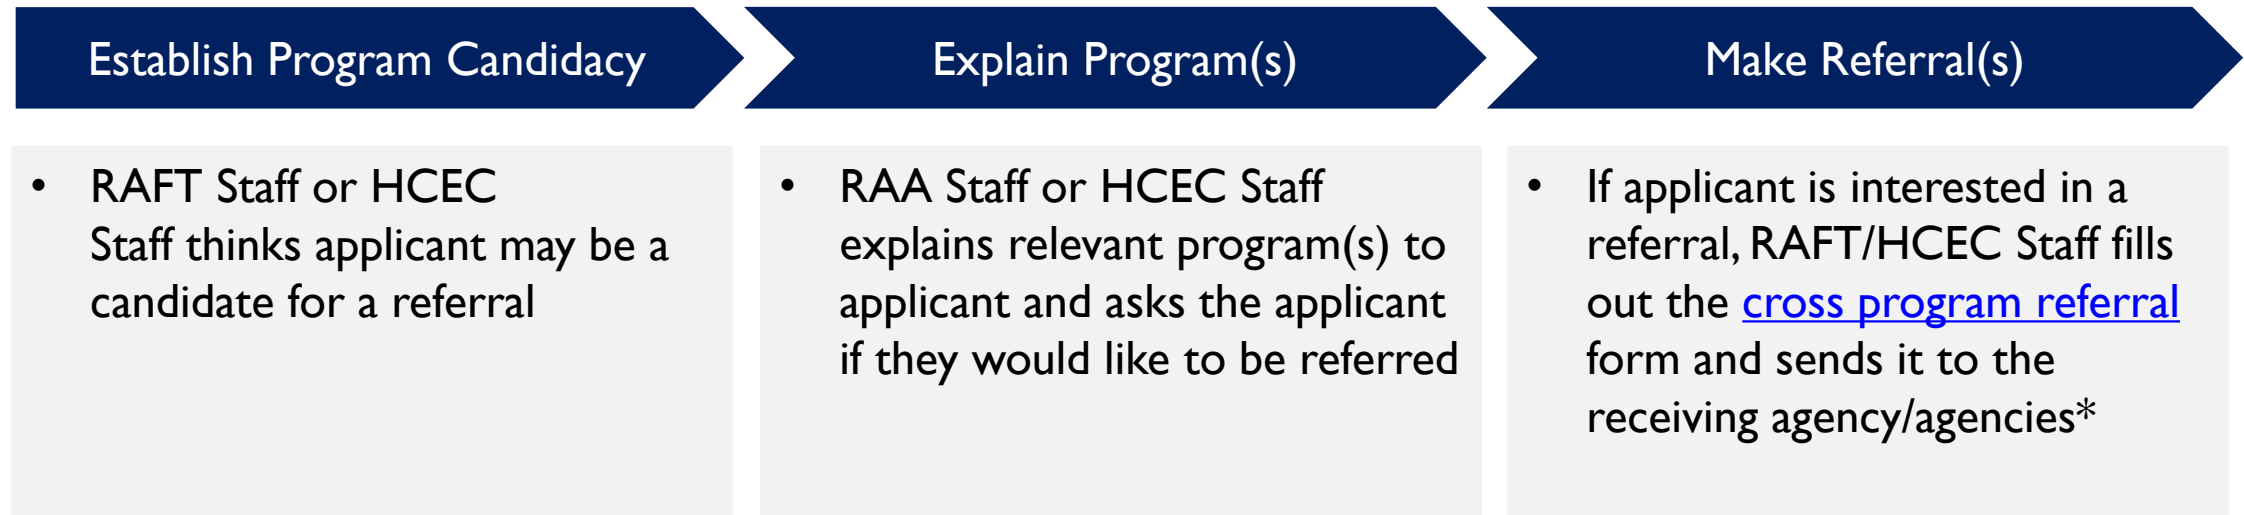 Establish Program Candidacy
Explain Program(s)
Make Referral(s)
• RAFT Staff or HCEC
Staff thinks applicant may be a
candidate for a referral
• RAA Staff or HCEC Staff
explains relevant program(s) to
applicant and asks the applicant
if they would like to be referred
• If applicant is interested in a
referral, RAFT/HCEC Staff fills
out the cross program referral
form and sends it to the
receiving agency/agencies*